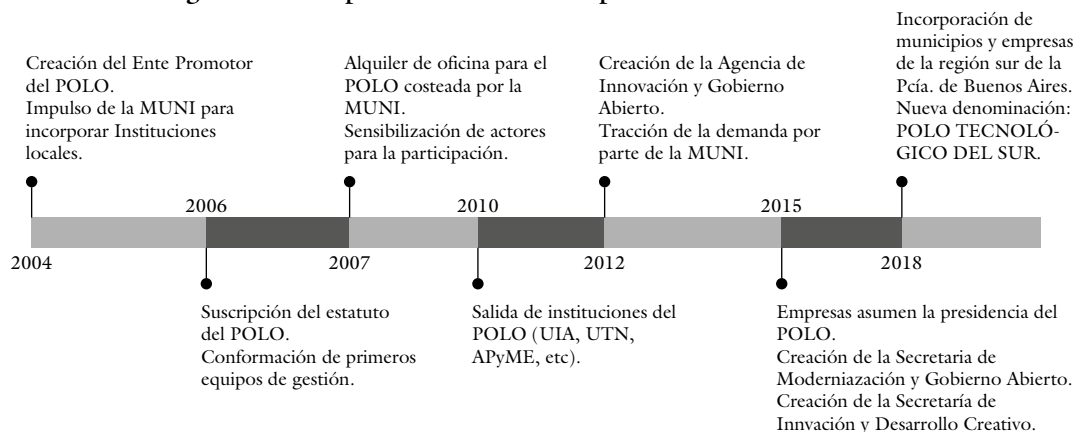 Creación del Ente Promotor
del POLO.
Impulso de la MUNI para
incorporar Instituciones
locales.
Alquiler de oficina para el
POLO costeada por la
MUNI.
Sensibilización de actores
para la participación.
Creación de la Agencia de
Innovación y Gobierno
Abierto.
Tracción de la demanda por
parte de la MUNI.
Incorporación de
municipios y empresas
de la región sur de la
Pcía. de Buenos Aires.
Nueva denominación:
POLO TECNOLÓ-
GICO DEL SUR.
2006
2010
2015
2004
2007
2012
2018
Suscripción del estatuto
del POLO.
Conformación de primeros
equipos de gestión.
Salida de instituciones del
POLO (UIA, UTN,
APyME, etc).
Empresas asumen la presidencia del
POLO.
Creación de la Secretaria de
Moderniazación y Gobierno Abierto.
Creación de la Secretaría de
Innvación y Desarrollo Creativo.